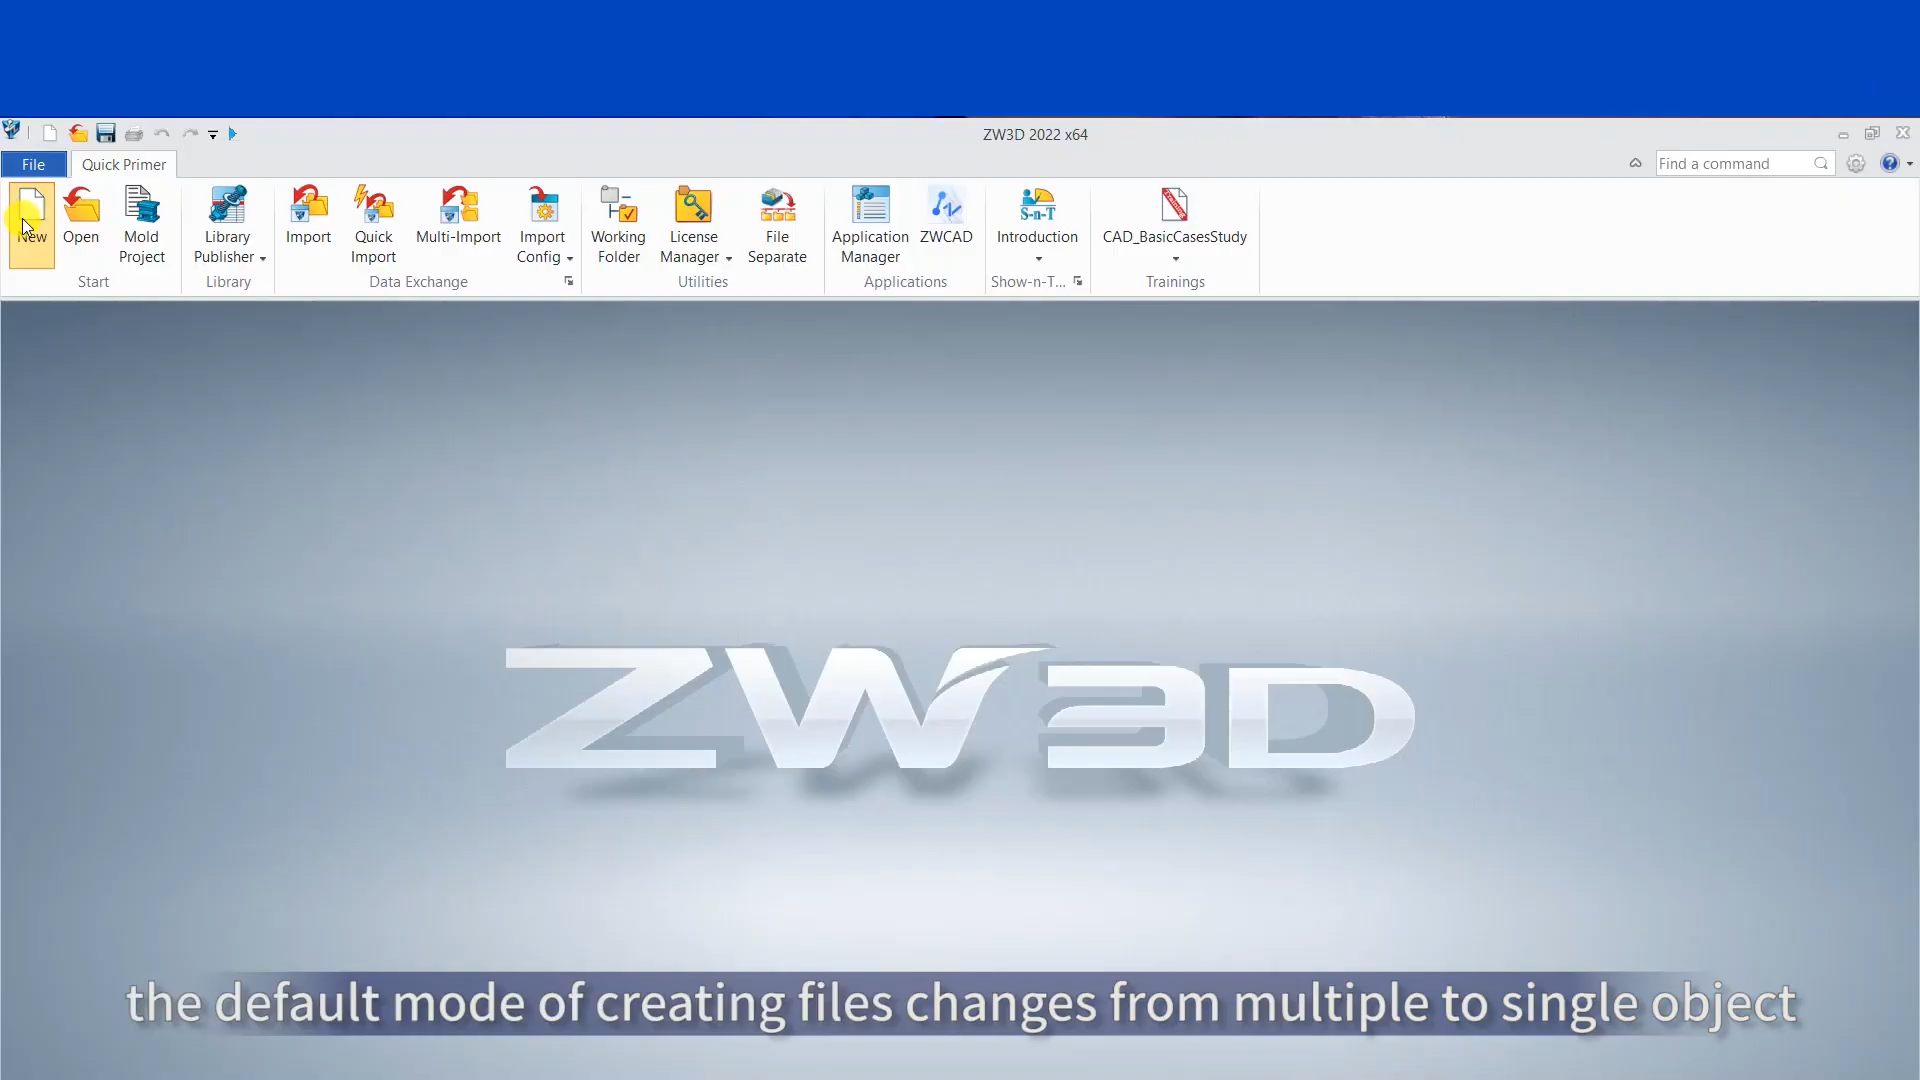 ZW3D 2022 x64
File
Quick Primer
Find a command
New
Open
Mold
Project
Library
Publisher
Import
Quick
Import
Multi-Import
Import
Config
Working
Folder
License
Manager
File
Separate
Application
Manager
ZWCAD
S-n-T
Introduction
Training
CAD_BasicCasesStudy
Start
Library
Data Exchange
Utilities
Applications
Show-n-T...
Trainings
ZW3D
the default mode of creating files changes from multiple to single object